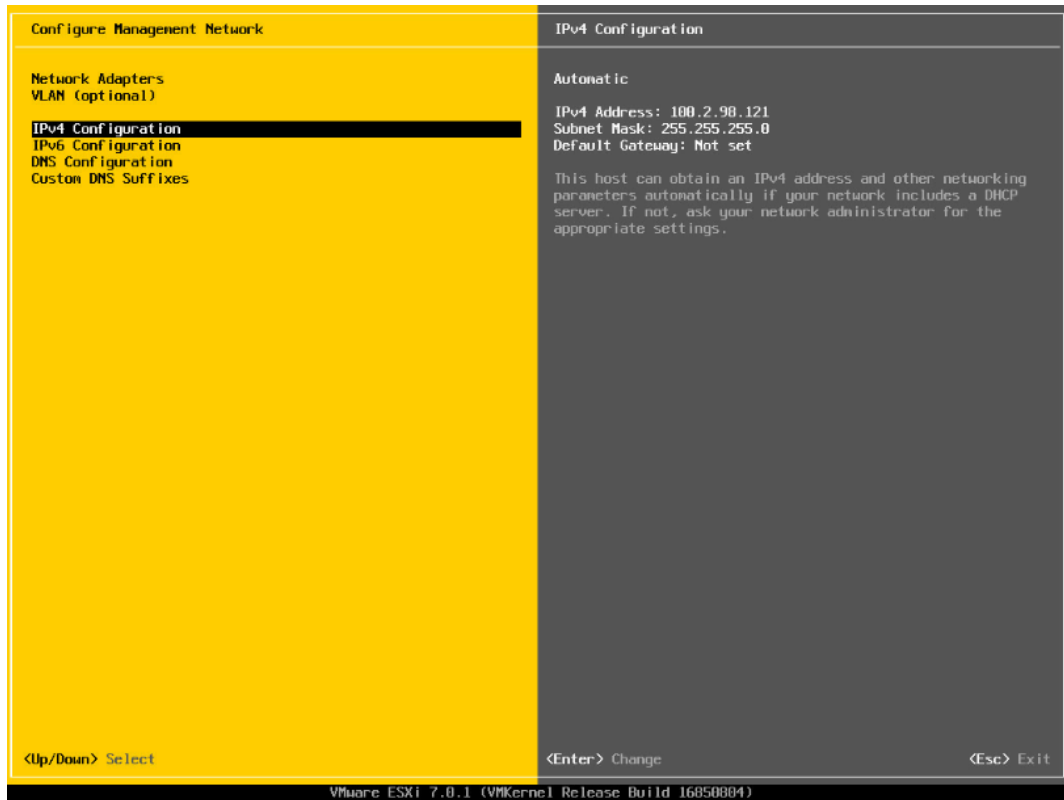 Configure Management Network
Network Adapters
VLAN (optional)
IPv4 Configuration
IPv6 Configuration
DNS Configuration
Custom DNS Suffixes
IPv4 Configuration
Automatic
IPv4 Address: 100.2.98.121
Subnet Mask: 255.255.255.0
Default Gateway: Not set
This host can obtain an IPv4 address and other networking
parameters automatically if your network includes a DHCP
server. If not, ask your network administrator for the
appropriate settings.
<Up/Down> Select
<Enter> Change
<Esc> Exit
VMware ESXi 7.0.1 (VMKernel Release Build 16850804)